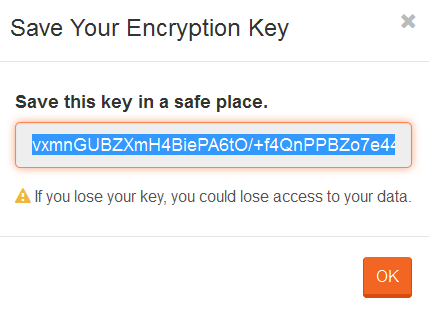 Save Your Encryption Key
Save this key in a safe place.
vxmnGUBZXmH4BiePA6tO/+f4QnPPBZo7e44
If you lose your key, you could lose access to your data.
OK